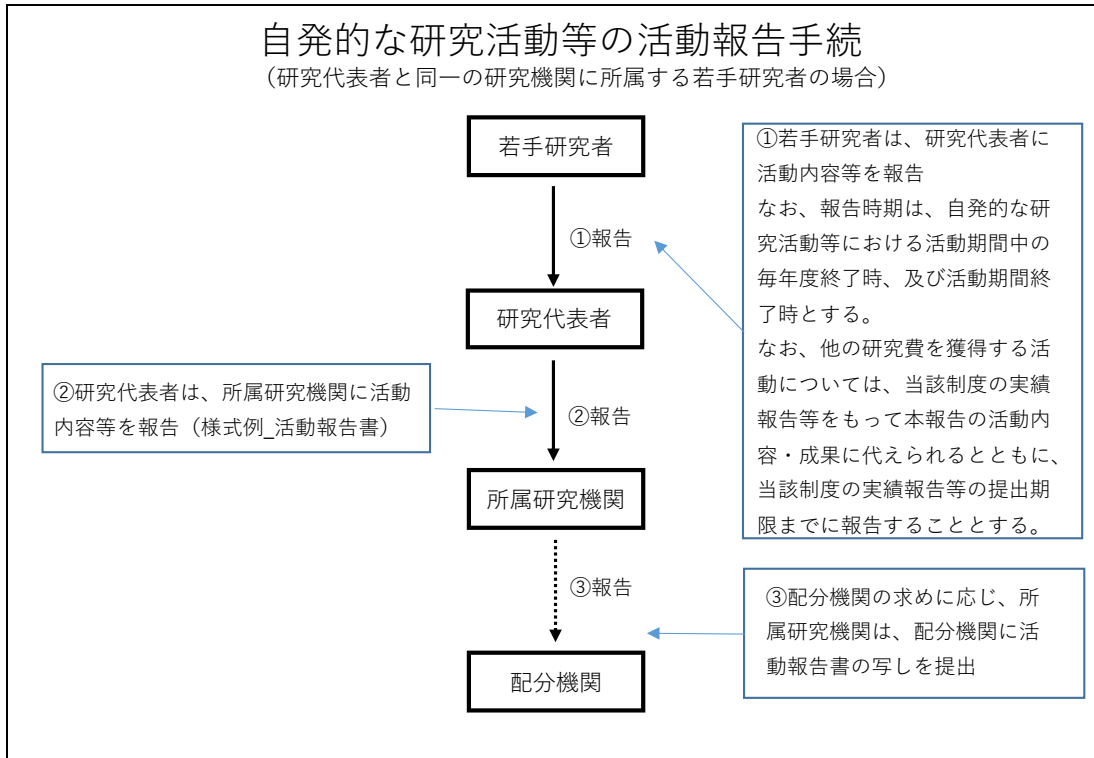 自発的な研究活動等の活動報告手続
（研究代表者と同一の研究機関に所属する若手研究者の場合）
若手研究者
①報告
①若手研究者は、研究代表者に
活動内容等を報告
なお、報告時期は、自発的な研
究活動等における活動期間中の
毎年度終了時、及び活動期間終
了時とする。
なお、他の研究費を獲得する活
動については、当該制度の実績
報告等をもって本報告の活動内
容・成果に代えられるとともに、
当該制度の実績報告等の提出期
限までに報告することとする。
研究代表者
②研究代表者は、所属研究機関に活動
内容等を報告（様式例_活動報告書）
②報告
所属研究機関
③報告
③配分機関の求めに応じ、所
属研究機関は、配分機関に活
動報告書の写しを提出
配分機関